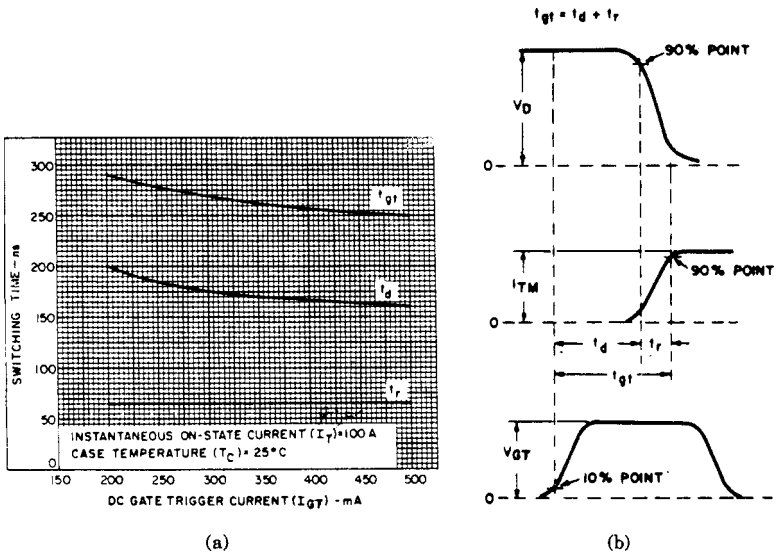 SWITCHING TIME-ns
300
250
200
150
100
50
0
t_gt
t_d
t_r
INSTANTANEOUS ON-STATE CURRENT (I_T)=100 A
CASE TEMPERATURE (T_C) = 25°C
150 200 250 300 350 400 450 500
DC GATE TRIGGER CURRENT (I_GT) -mA
(a)
t_gt = t_d + t_r
90% POINT
V_D
0
I_TM
90% POINT
0
t_d
t_r
t_gt
V_GT
10% POINT
0
(b)